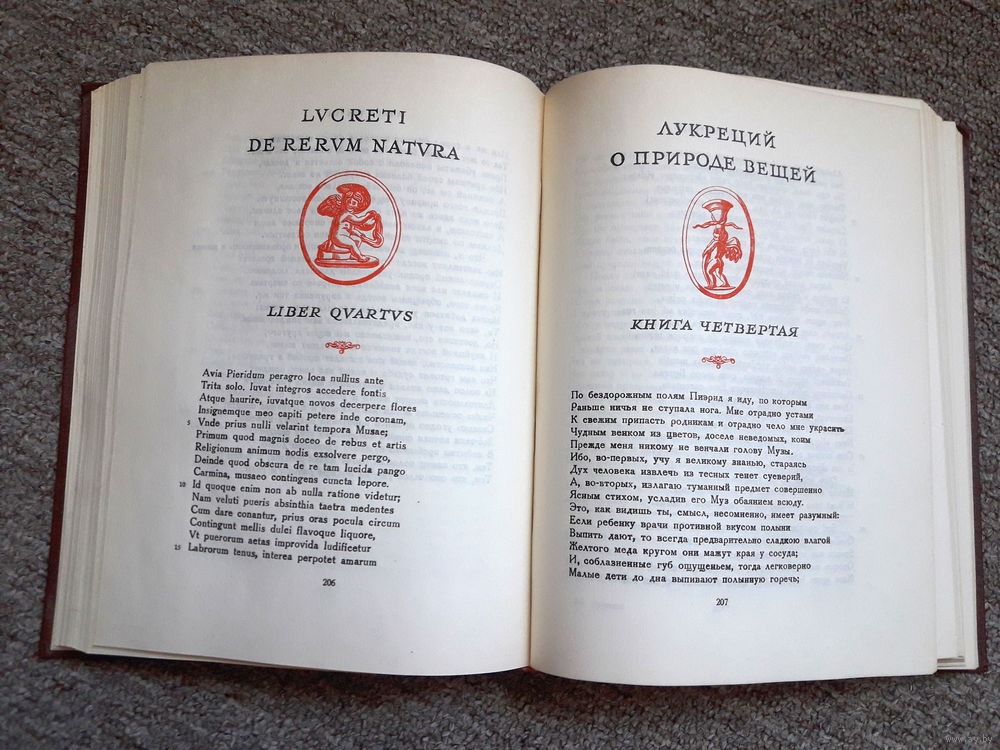 LVCRETI
DE RERVM NATVRA
LIBER QVARTVS
Avia Pieridum peragro loca nullius ante
Trita solo. Iuvat integros accedere fontis
Atque haurire, iuvatque novos decerpere flores
Insignemque meo capiti petere inde coronam,
5 Vnde prius nulli velarint tempora Musae;
Primum quod magnis doceo de rebus et artis
Religionum animum nodis exsolvere pergo,
Deinde quod obscura de re tam lucida pango
Carmina, musaeo contingens cuncta lepore.
10 Id quoque enim non ab nulla ratione videtur;
Nam veluti pueris absinthia taetra medentes
Cum dare conantur, prius oras pocula circum
Contingunt mellis dulci flavoque liquore,
Vt puerorum aetas improvida ludificetur
15 Labrorum tenus, interea perpotet amarum
206
ЛУКРЕЦИЙ
О ПРИРОДЕ ВЕЩЕЙ
КНИГА ЧЕТВЕРТАЯ
По бездорожным полям Пиэрид я иду, по которым
Раньше ничья не ступала нога. Мне отрадно устами
К свежим припасть родникам и отрадно чело мне украсить
Чудным венком из цветов, доселе неведомых, коим
Прежде меня никому не венчали голову Музы.
Ибо, во-первых, учу я великому знанью, стараясь
Дух человека извлечь из тесных тенет суеверий,
А, во-вторых, излагаю туманный предмет совершенно
Ясным стихом, усладив его Муз обаянием всюду.
Это, как видишь ты, смысл, несомненно, имеет разумный:
Если ребенку врачи противной вкусом полыни
Выпить дают, то всегда предварительно сладкою влагой
Желтого меда кругом они мажут края у сосуда;
И, соблазненные губ ощущеньем, тогда легковерно
Малые дети до дна выпивают полынную горечь;
207
www.ay.by